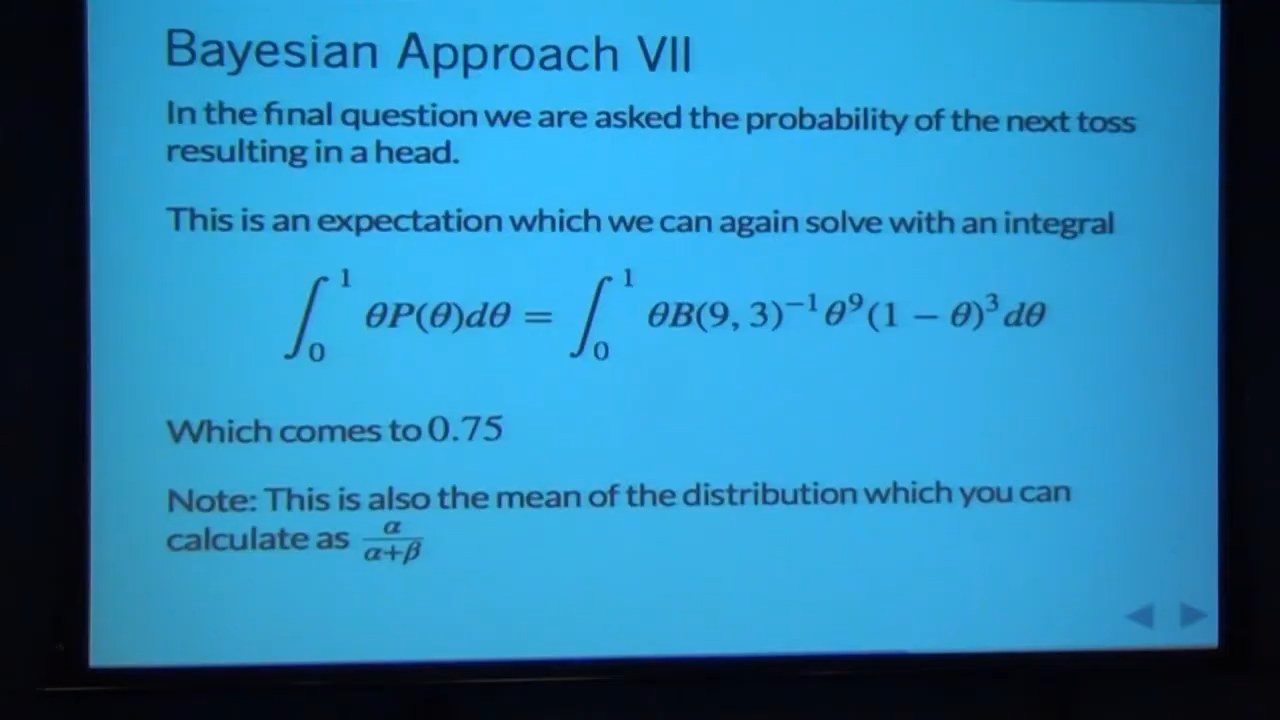 Bayesian Approach VII
In the final question we are asked the probability of the next toss
resulting in a head.
This is an expectation which we can again solve with an integral
∫₀¹ θP(θ)dθ = ∫₀¹ θB(9, 3)⁻¹θ⁹(1 − θ)³dθ
Which comes to 0.75
Note: This is also the mean of the distribution which you can
calculate as α/(α+β)